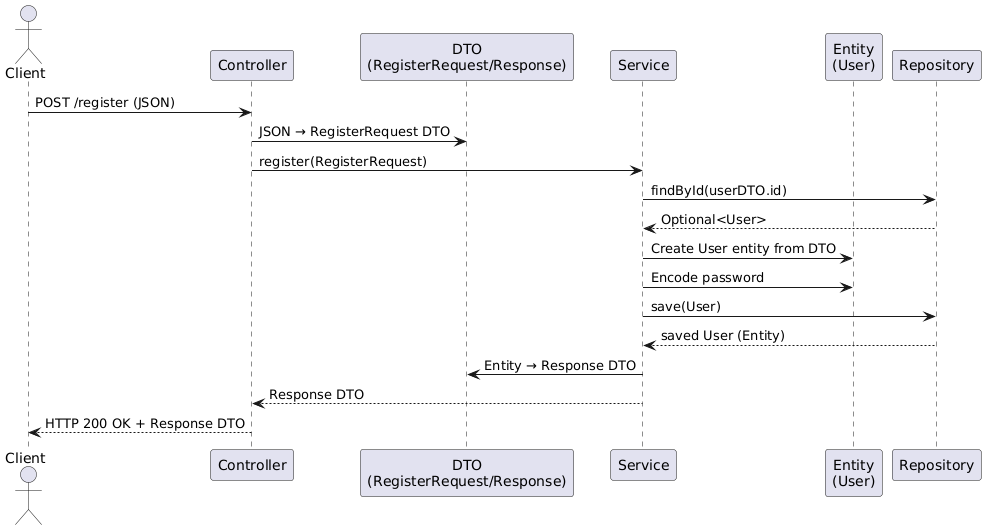 Client
Controller
DTO
(RegisterRequest/Response)
Service
Entity
(User)
Repository
POST /register (JSON)
JSON → RegisterRequest DTO
register(RegisterRequest)
findById(userDTO.id)
Optional<User>
Create User entity from DTO
Encode password
save(User)
saved User (Entity)
Entity → Response DTO
Response DTO
HTTP 200 OK + Response DTO
Client
Controller
DTO
(RegisterRequest/Response)
Service
Entity
(User)
Repository